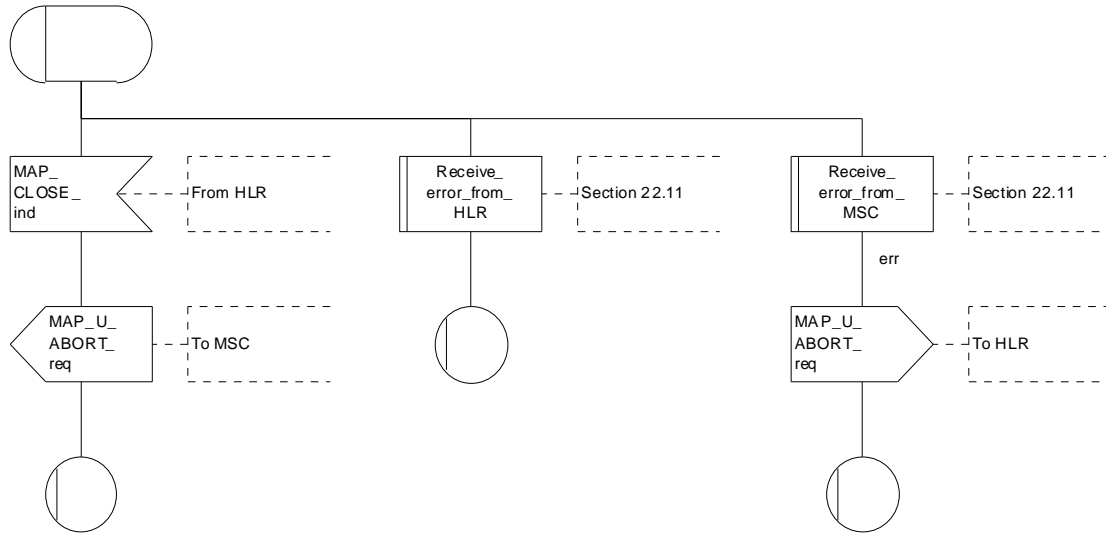 MAP_
CLOSE_
ind
From HLR
Receive_
error_from_
HLR
Section 22.11
Receive_
error_from_
MSC
Section 22.11
err
MAP_U_
ABORT_
req
To MSC
MAP_U_
ABORT_
req
To HLR